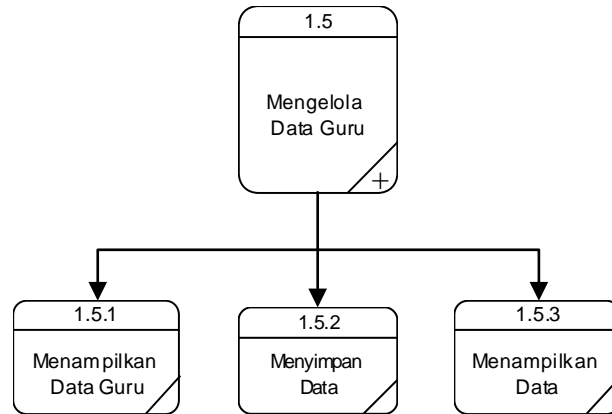 1.5
Mengelola
Data Guru
+
1.5.1
Menampilkan
Data Guru
1.5.2
Menyimpan
Data
1.5.3
Menampilkan
Data